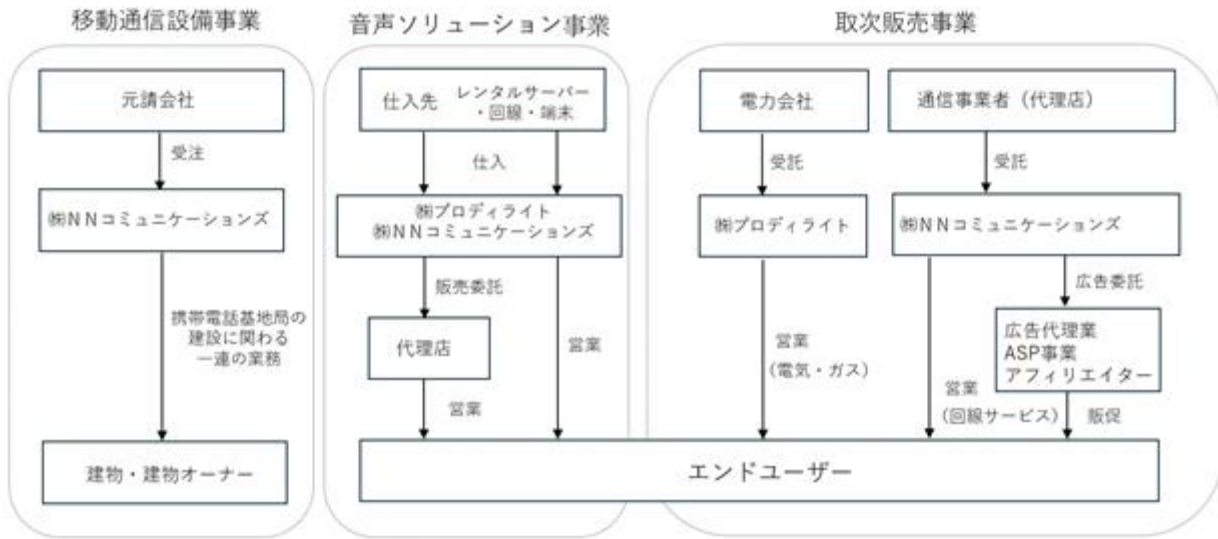 移動通信設備事業
元請会社
受注
㈱ＮＮコミュニケーションズ
携帯電話基地局の
建設に関わる
一連の業務
建物・建物オーナー
音声ソリューション事業
仕入先
レンタルサーバー
・回線・端末
仕入
㈱プロディライト
㈱ＮＮコミュニケーションズ
販売委託
代理店
営業
営業
取次販売事業
電力会社
受託
㈱プロディライト
営業
(電気・ガス)
通信事業者（代理店）
受託
㈱ＮＮコミュニケーションズ
営業
(回線サービス)
広告委託
広告代理業
ASP事業
アフィリエイター
販促
エンドユーザー